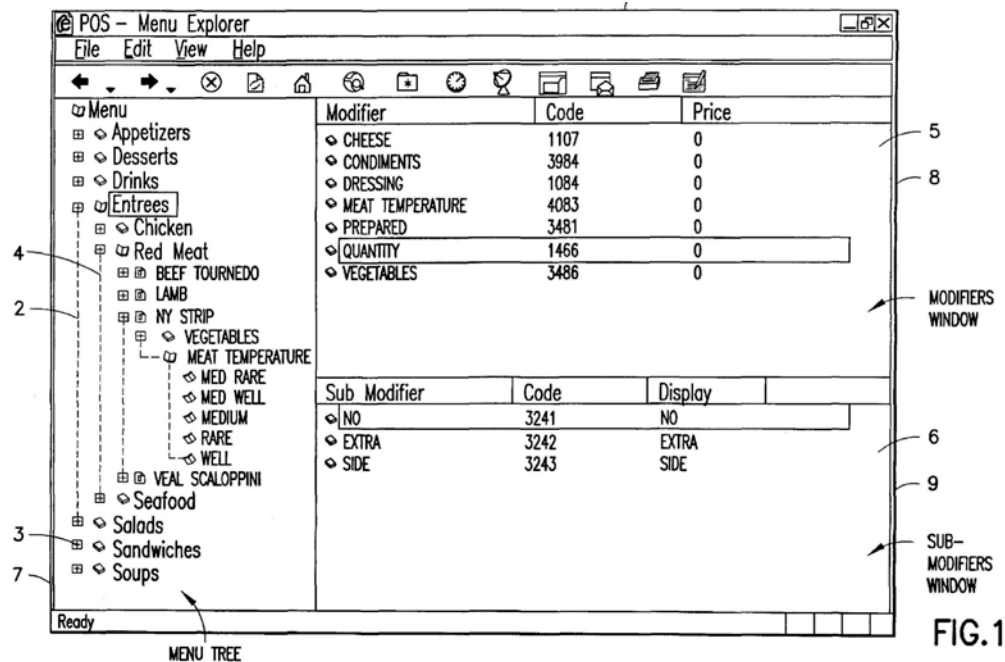 POS – Menu Explorer
File Edit View Help
Menu
Appetizers
Desserts
Drinks
Entrees
Chicken
Red Meat
BEEF TOURNEDO
LAMB
NY STRIP
VEGETABLES
MEAT TEMPERATURE
MED RARE
MED WELL
MEDIUM
RARE
WELL
VEAL SCALOPPINI
Seafood
Salads
Sandwiches
Soups
Modifier Code Price
CHEESE 1107 0
CONDIMENTS 3984 0
DRESSING 1084 0
MEAT TEMPERATURE 4083 0
PREPARED 3481 0
QUANTITY 1466 0
VEGETABLES 3486 0
Sub Modifier Code Display
NO 3241 NO
EXTRA 3242 EXTRA
SIDE 3243 SIDE
Ready
4
2
3
7
5
8
MODIFIERS
WINDOW
6
9
SUB–
MODIFIERS
WINDOW
MENU TREE
FIG.1